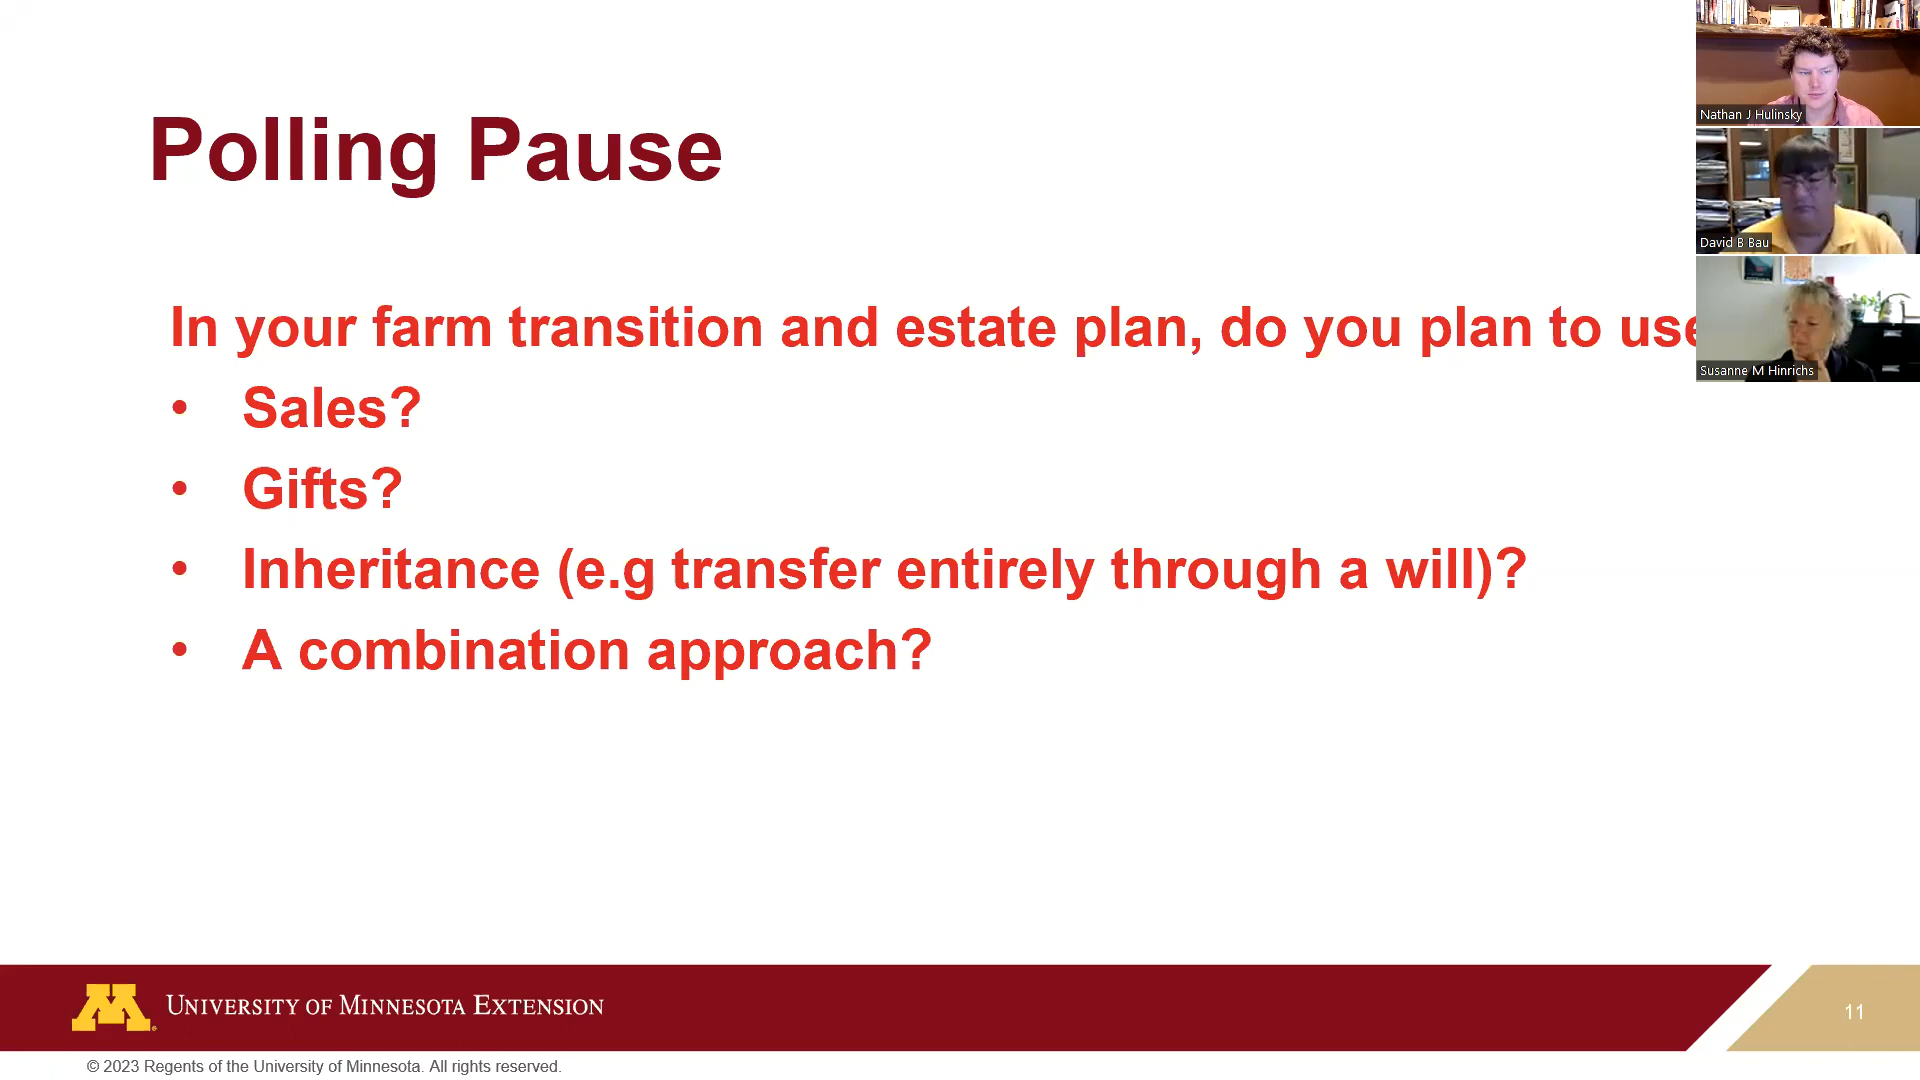 Polling Pause
In your farm transition and estate plan, do you plan to use
• Sales?
• Gifts?
• Inheritance (e.g transfer entirely through a will)?
• A combination approach?
Nathan J Hulinsky
David B Bau
Susanne M Hinrichs
University of Minnesota Extension
11
© 2023 Regents of the University of Minnesota. All rights reserved.